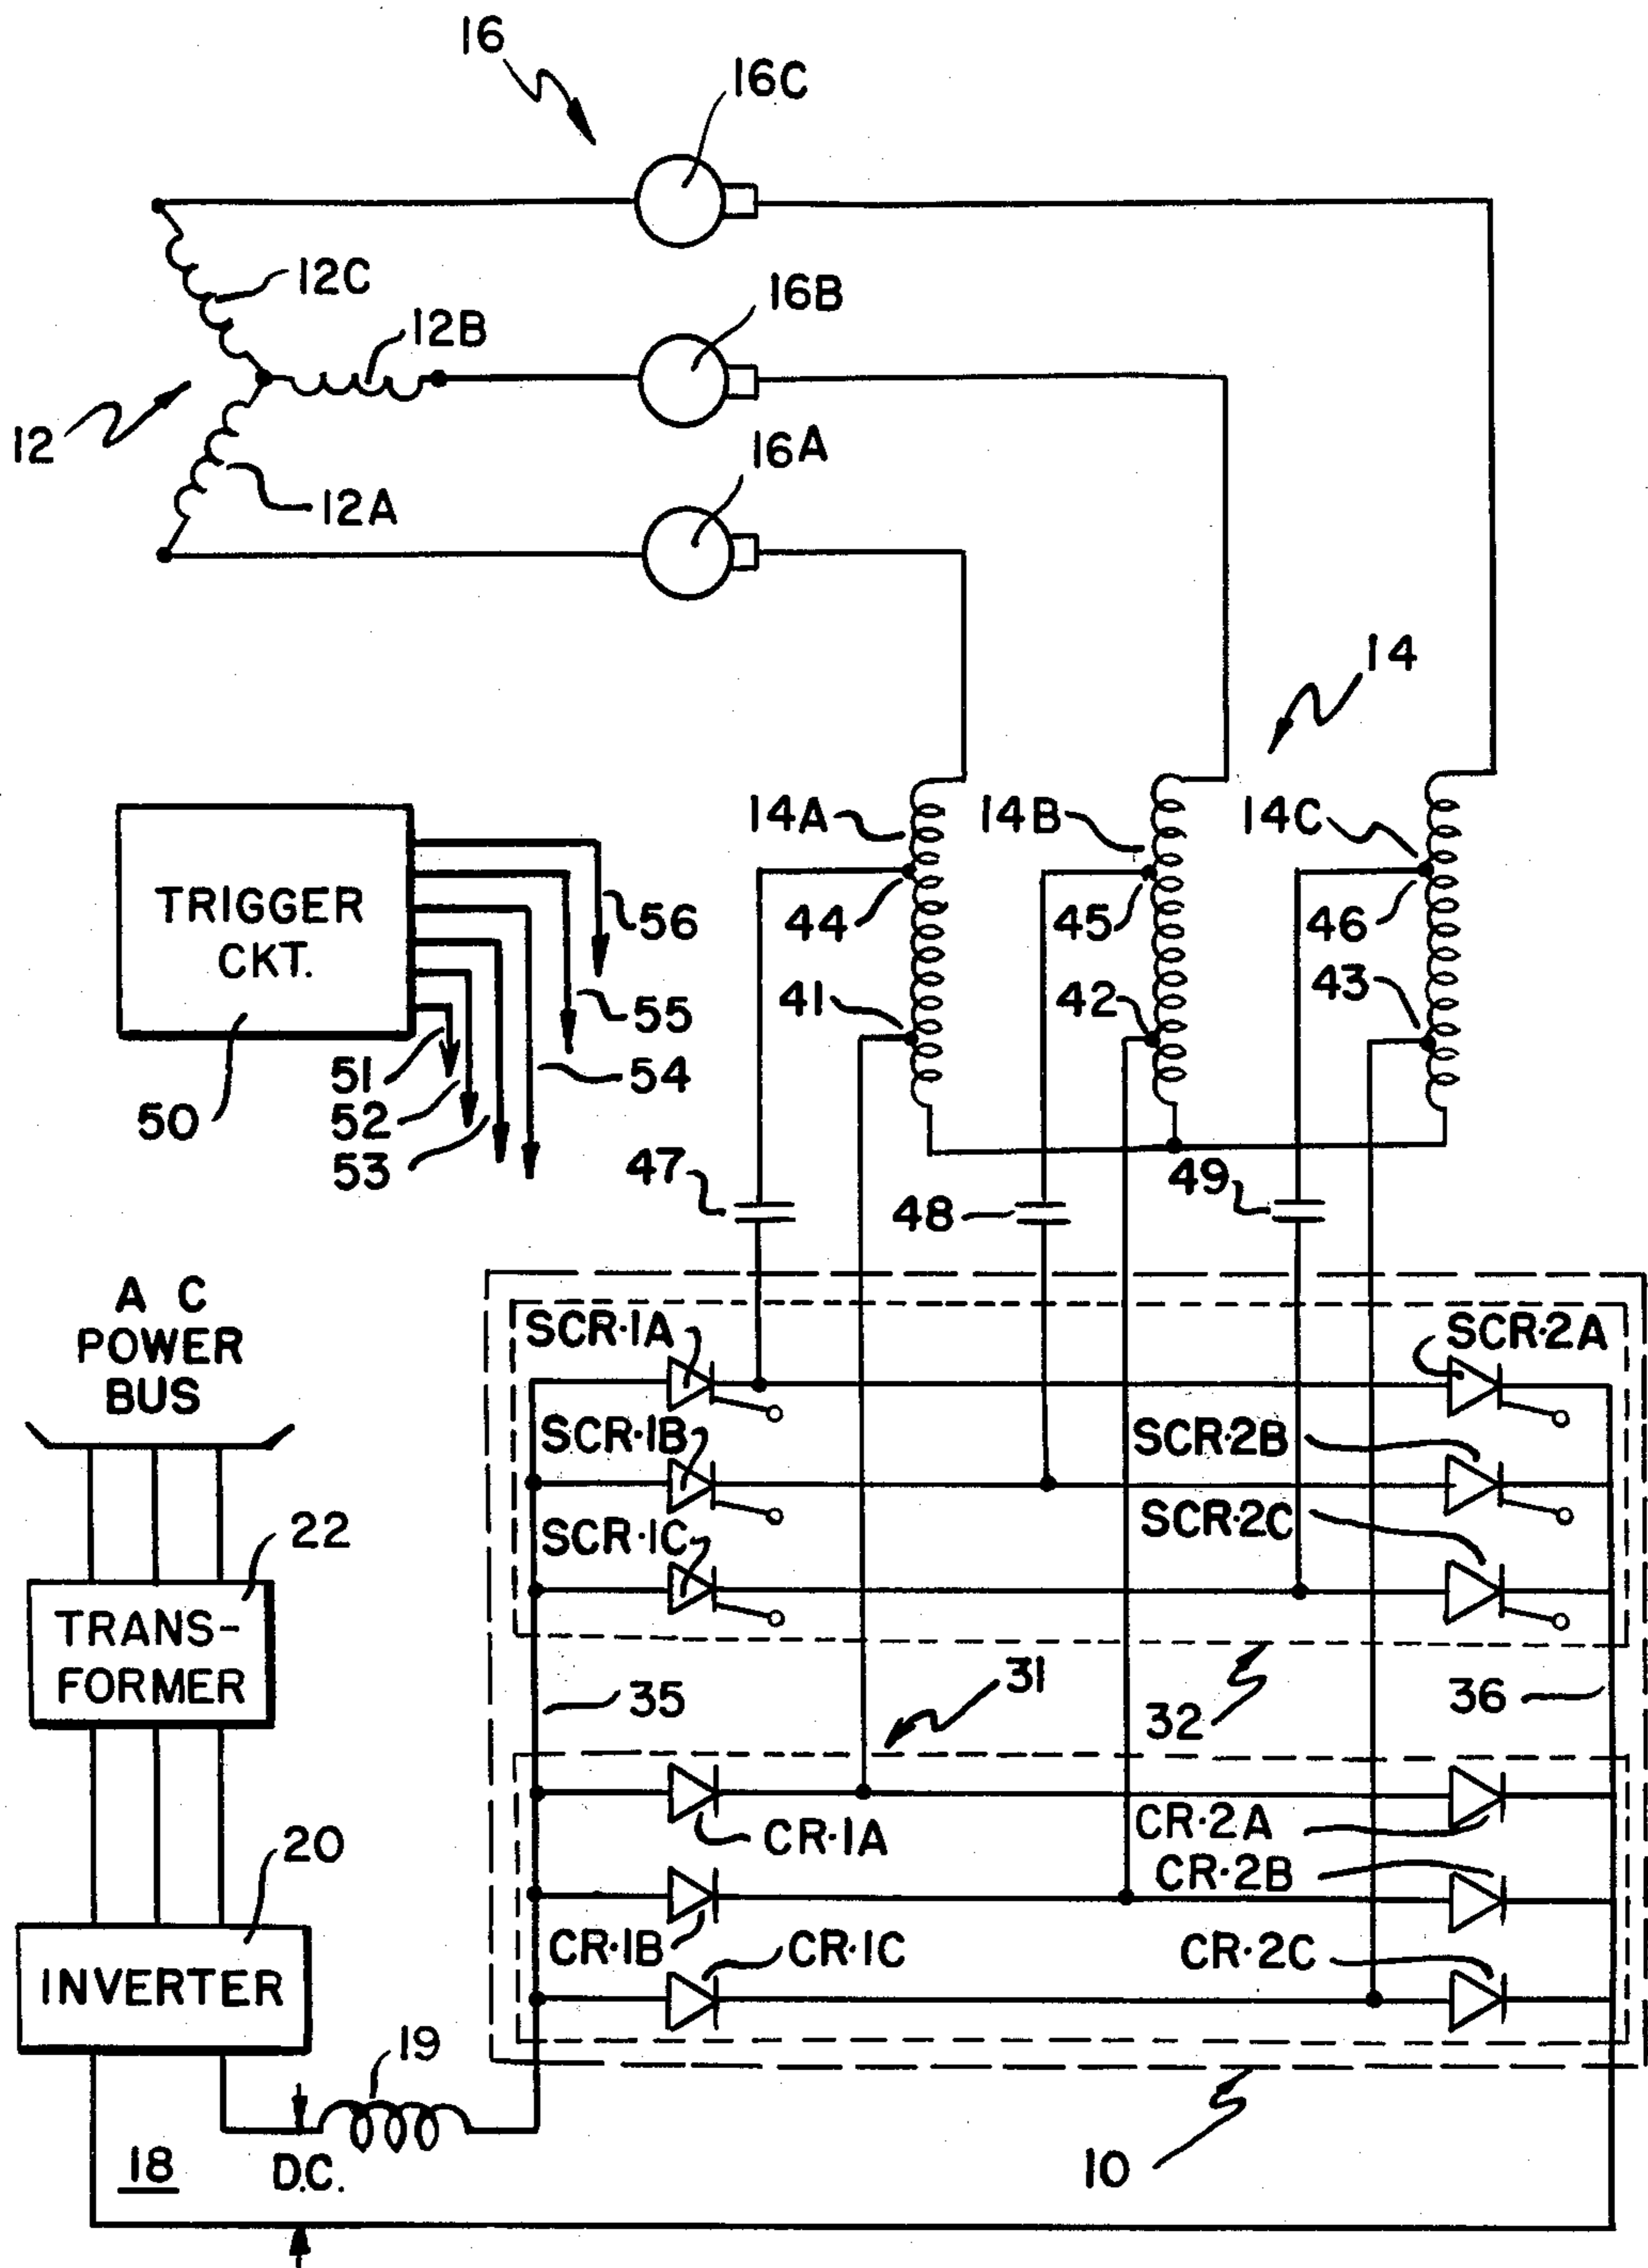 16
16C
12C
16B
12B
12
16A
12A
14
14A
14B
14C
TRIGGER
CKT.
44
45
46
56
41
42
43
55
51
54
50
52
53
47
48
49
A C
POWER
BUS
SCR·1A
SCR·2A
SCR·1B
SCR·2B
SCR·1C
SCR·2C
22
TRANS-
FORMER
35
31
32
36
CR·1A
CR·2A
20
CR·2B
CR·1B
CR·1C
CR·2C
INVERTER
19
18
D.C.
10